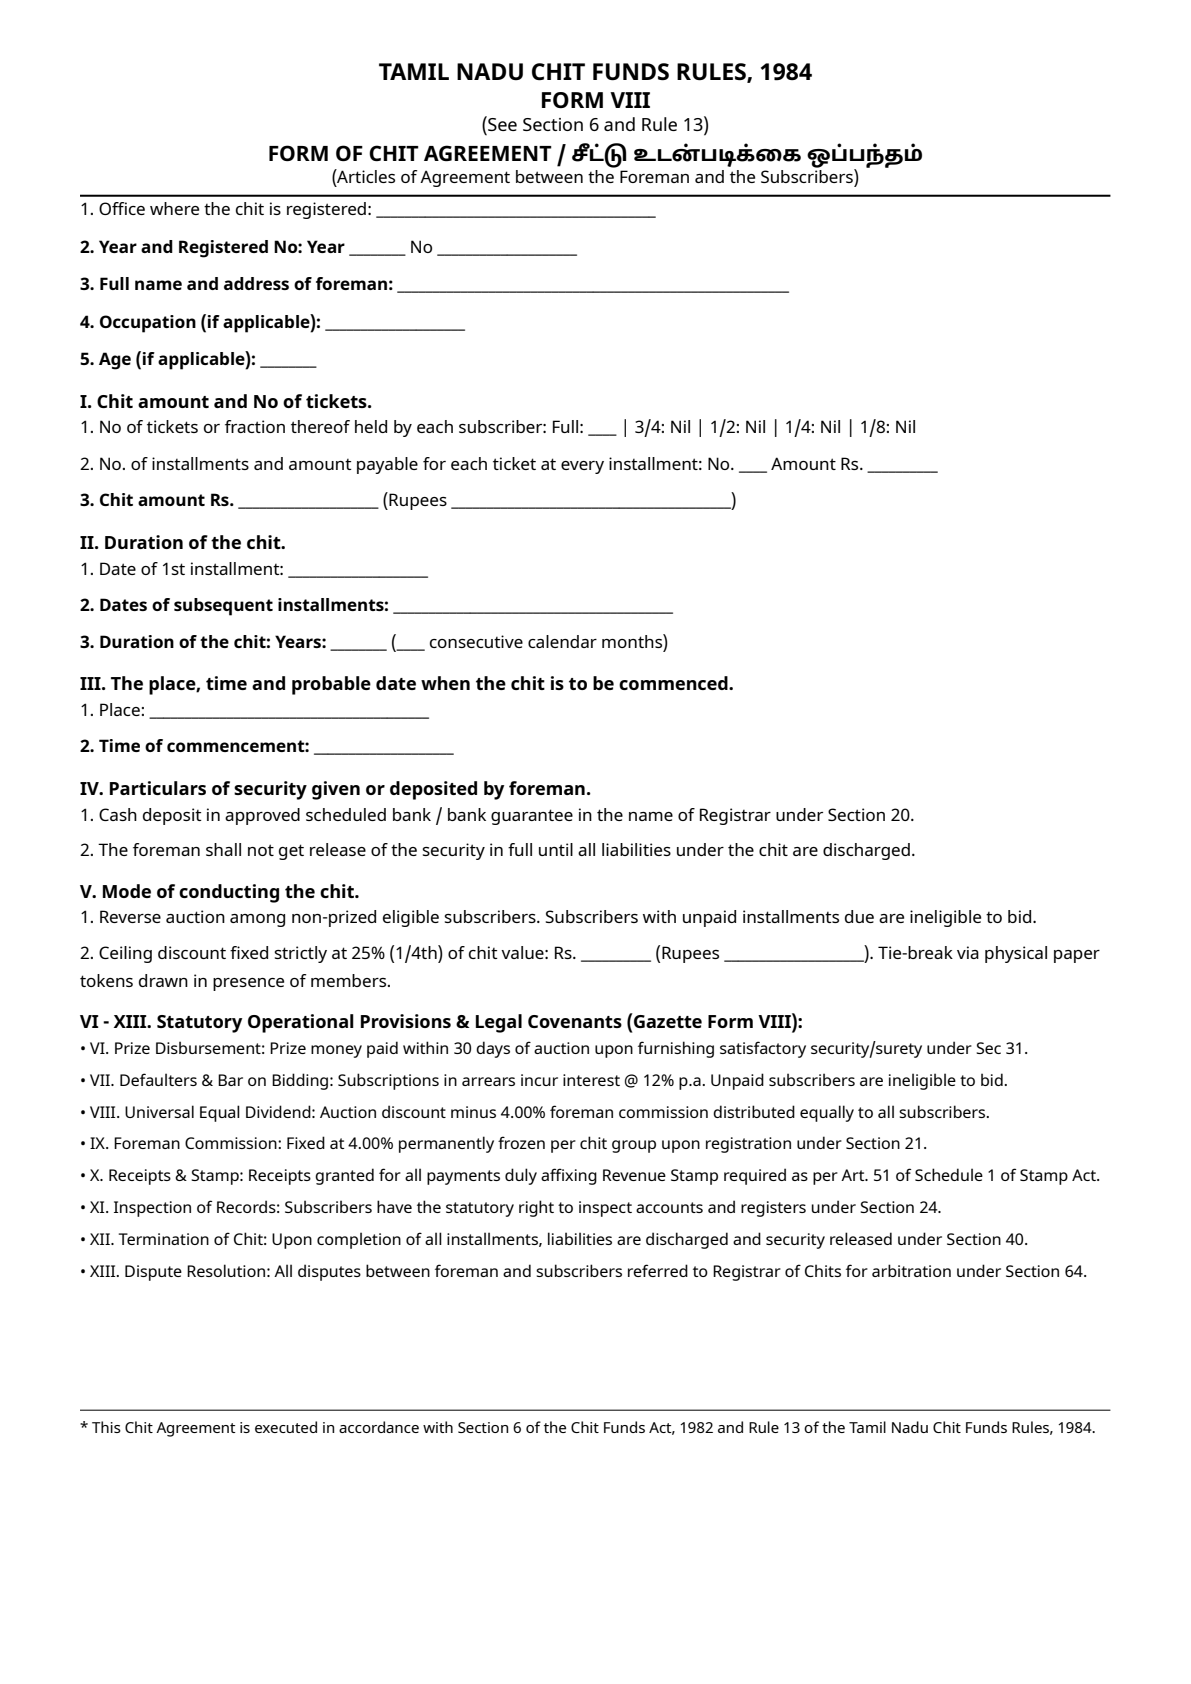 TAMIL NADU CHIT FUNDS RULES, 1984
FORM VIII
(See Section 6 and Rule 13)
FORM OF CHIT AGREEMENT / சீட்டு உடன்படிக்கை ஒப்பந்தம்
(Articles of Agreement between the Foreman and the Subscribers)
1. Office where the chit is registered: ______________________________
2. Year and Registered No: Year ______ No _______________
3. Full name and address of foreman: __________________________________________
4. Occupation (if applicable): _______________
5. Age (if applicable): ______
I. Chit amount and No of tickets.
1. No of tickets or fraction thereof held by each subscriber: Full: ___ | 3/4: Nil | 1/2: Nil | 1/4: Nil | 1/8: Nil
2. No. of installments and amount payable for each ticket at every installment: No. ___ Amount Rs. ________
3. Chit amount Rs. _______________ (Rupees ______________________________)
II. Duration of the chit.
1. Date of 1st installment: _______________
2. Dates of subsequent installments: ______________________________
3. Duration of the chit: Years: ______ (___ consecutive calendar months)
III. The place, time and probable date when the chit is to be commenced.
1. Place: ______________________________
2. Time of commencement: _______________
IV. Particulars of security given or deposited by foreman.
1. Cash deposit in approved scheduled bank / bank guarantee in the name of Registrar under Section 20.
2. The foreman shall not get release of the security in full until all liabilities under the chit are discharged.
V. Mode of conducting the chit.
1. Reverse auction among non-prized eligible subscribers. Subscribers with unpaid installments due are ineligible to bid.
2. Ceiling discount fixed strictly at 25% (1/4th) of chit value: Rs. ________ (Rupees _______________). Tie-break via physical paper
tokens drawn in presence of members.
VI - XIII. Statutory Operational Provisions & Legal Covenants (Gazette Form VIII):
• VI. Prize Disbursement: Prize money paid within 30 days of auction upon furnishing satisfactory security/surety under Sec 31.
• VII. Defaulters & Bar on Bidding: Subscriptions in arrears incur interest @ 12% p.a. Unpaid subscribers are ineligible to bid.
• VIII. Universal Equal Dividend: Auction discount minus 4.00% foreman commission distributed equally to all subscribers.
• IX. Foreman Commission: Fixed at 4.00% permanently frozen per chit group upon registration under Section 21.
• X. Receipts & Stamp: Receipts granted for all payments duly affixing Revenue Stamp required as per Art. 51 of Schedule 1 of Stamp Act.
• XI. Inspection of Records: Subscribers have the statutory right to inspect accounts and registers under Section 24.
• XII. Termination of Chit: Upon completion of all installments, liabilities are discharged and security released under Section 40.
• XIII. Dispute Resolution: All disputes between foreman and subscribers referred to Registrar of Chits for arbitration under Section 64.
* This Chit Agreement is executed in accordance with Section 6 of the Chit Funds Act, 1982 and Rule 13 of the Tamil Nadu Chit Funds Rules, 1984.